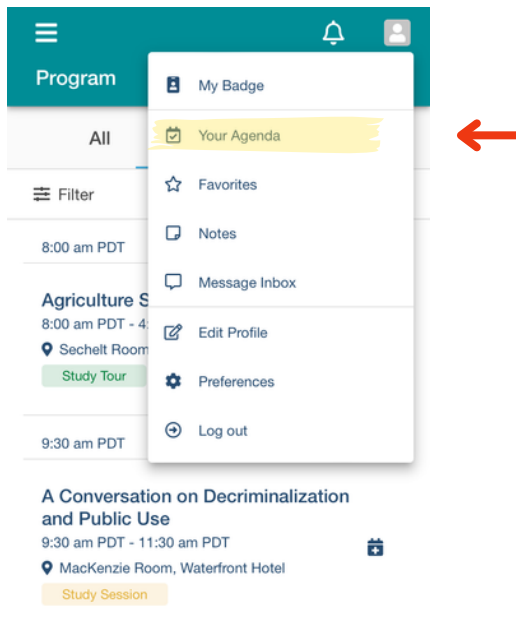 Program
My Badge
All
Your Agenda
Favorites
Filter
Notes
8:00 am PDT
Message Inbox
Agriculture S
8:00 am PDT - 4:
Edit Profile
Sechelt Room
Study Tour
Preferences
Log out
9:30 am PDT
A Conversation on Decriminalization
and Public Use
9:30 am PDT - 11:30 am PDT
MacKenzie Room, Waterfront Hotel
Study Session